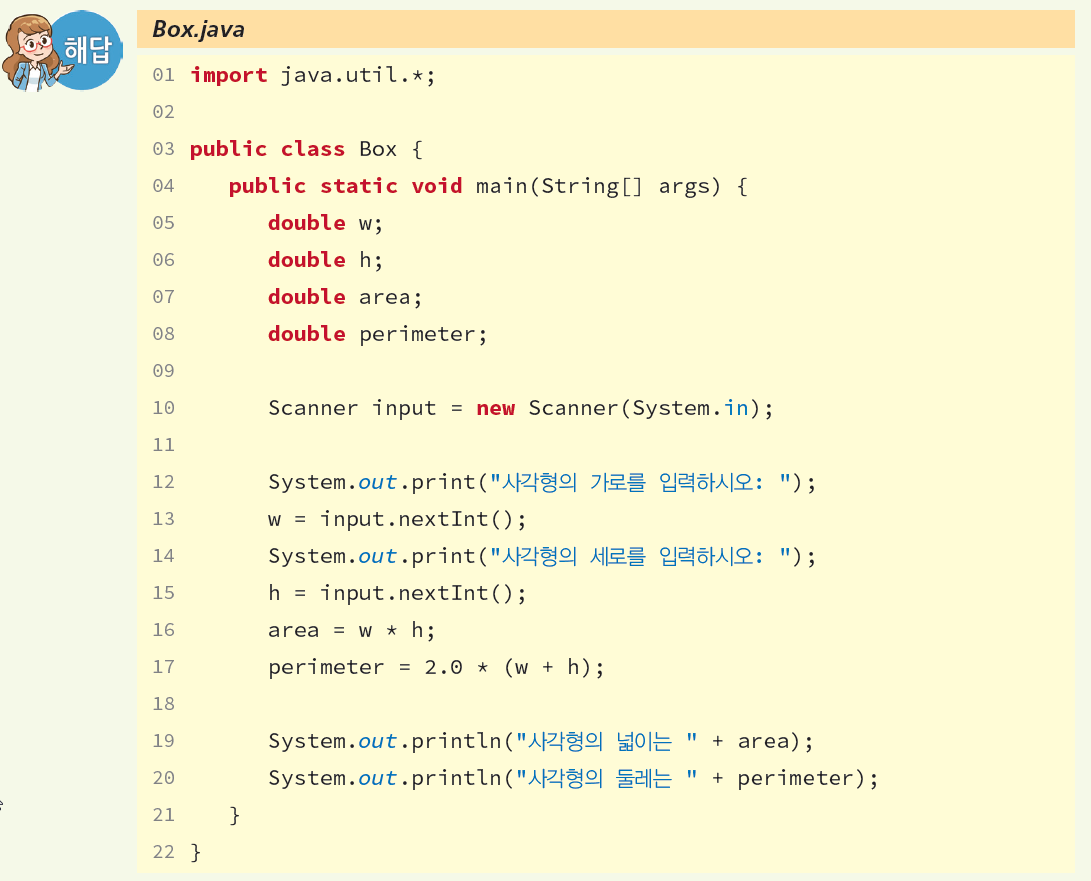 해답
Box.java
01 import java.util.*;
02
03 public class Box {
04    public static void main(String[] args) {
05       double w;
06       double h;
07       double area;
08       double perimeter;
09
10       Scanner input = new Scanner(System.in);
11
12       System.out.print("사각형의 가로를 입력하시오: ");
13       w = input.nextInt();
14       System.out.print("사각형의 세로를 입력하시오: ");
15       h = input.nextInt();
16       area = w * h;
17       perimeter = 2.0 * (w + h);
18
19       System.out.println("사각형의 넓이는 " + area);
20       System.out.println("사각형의 둘레는 " + perimeter);
21    }
22 }